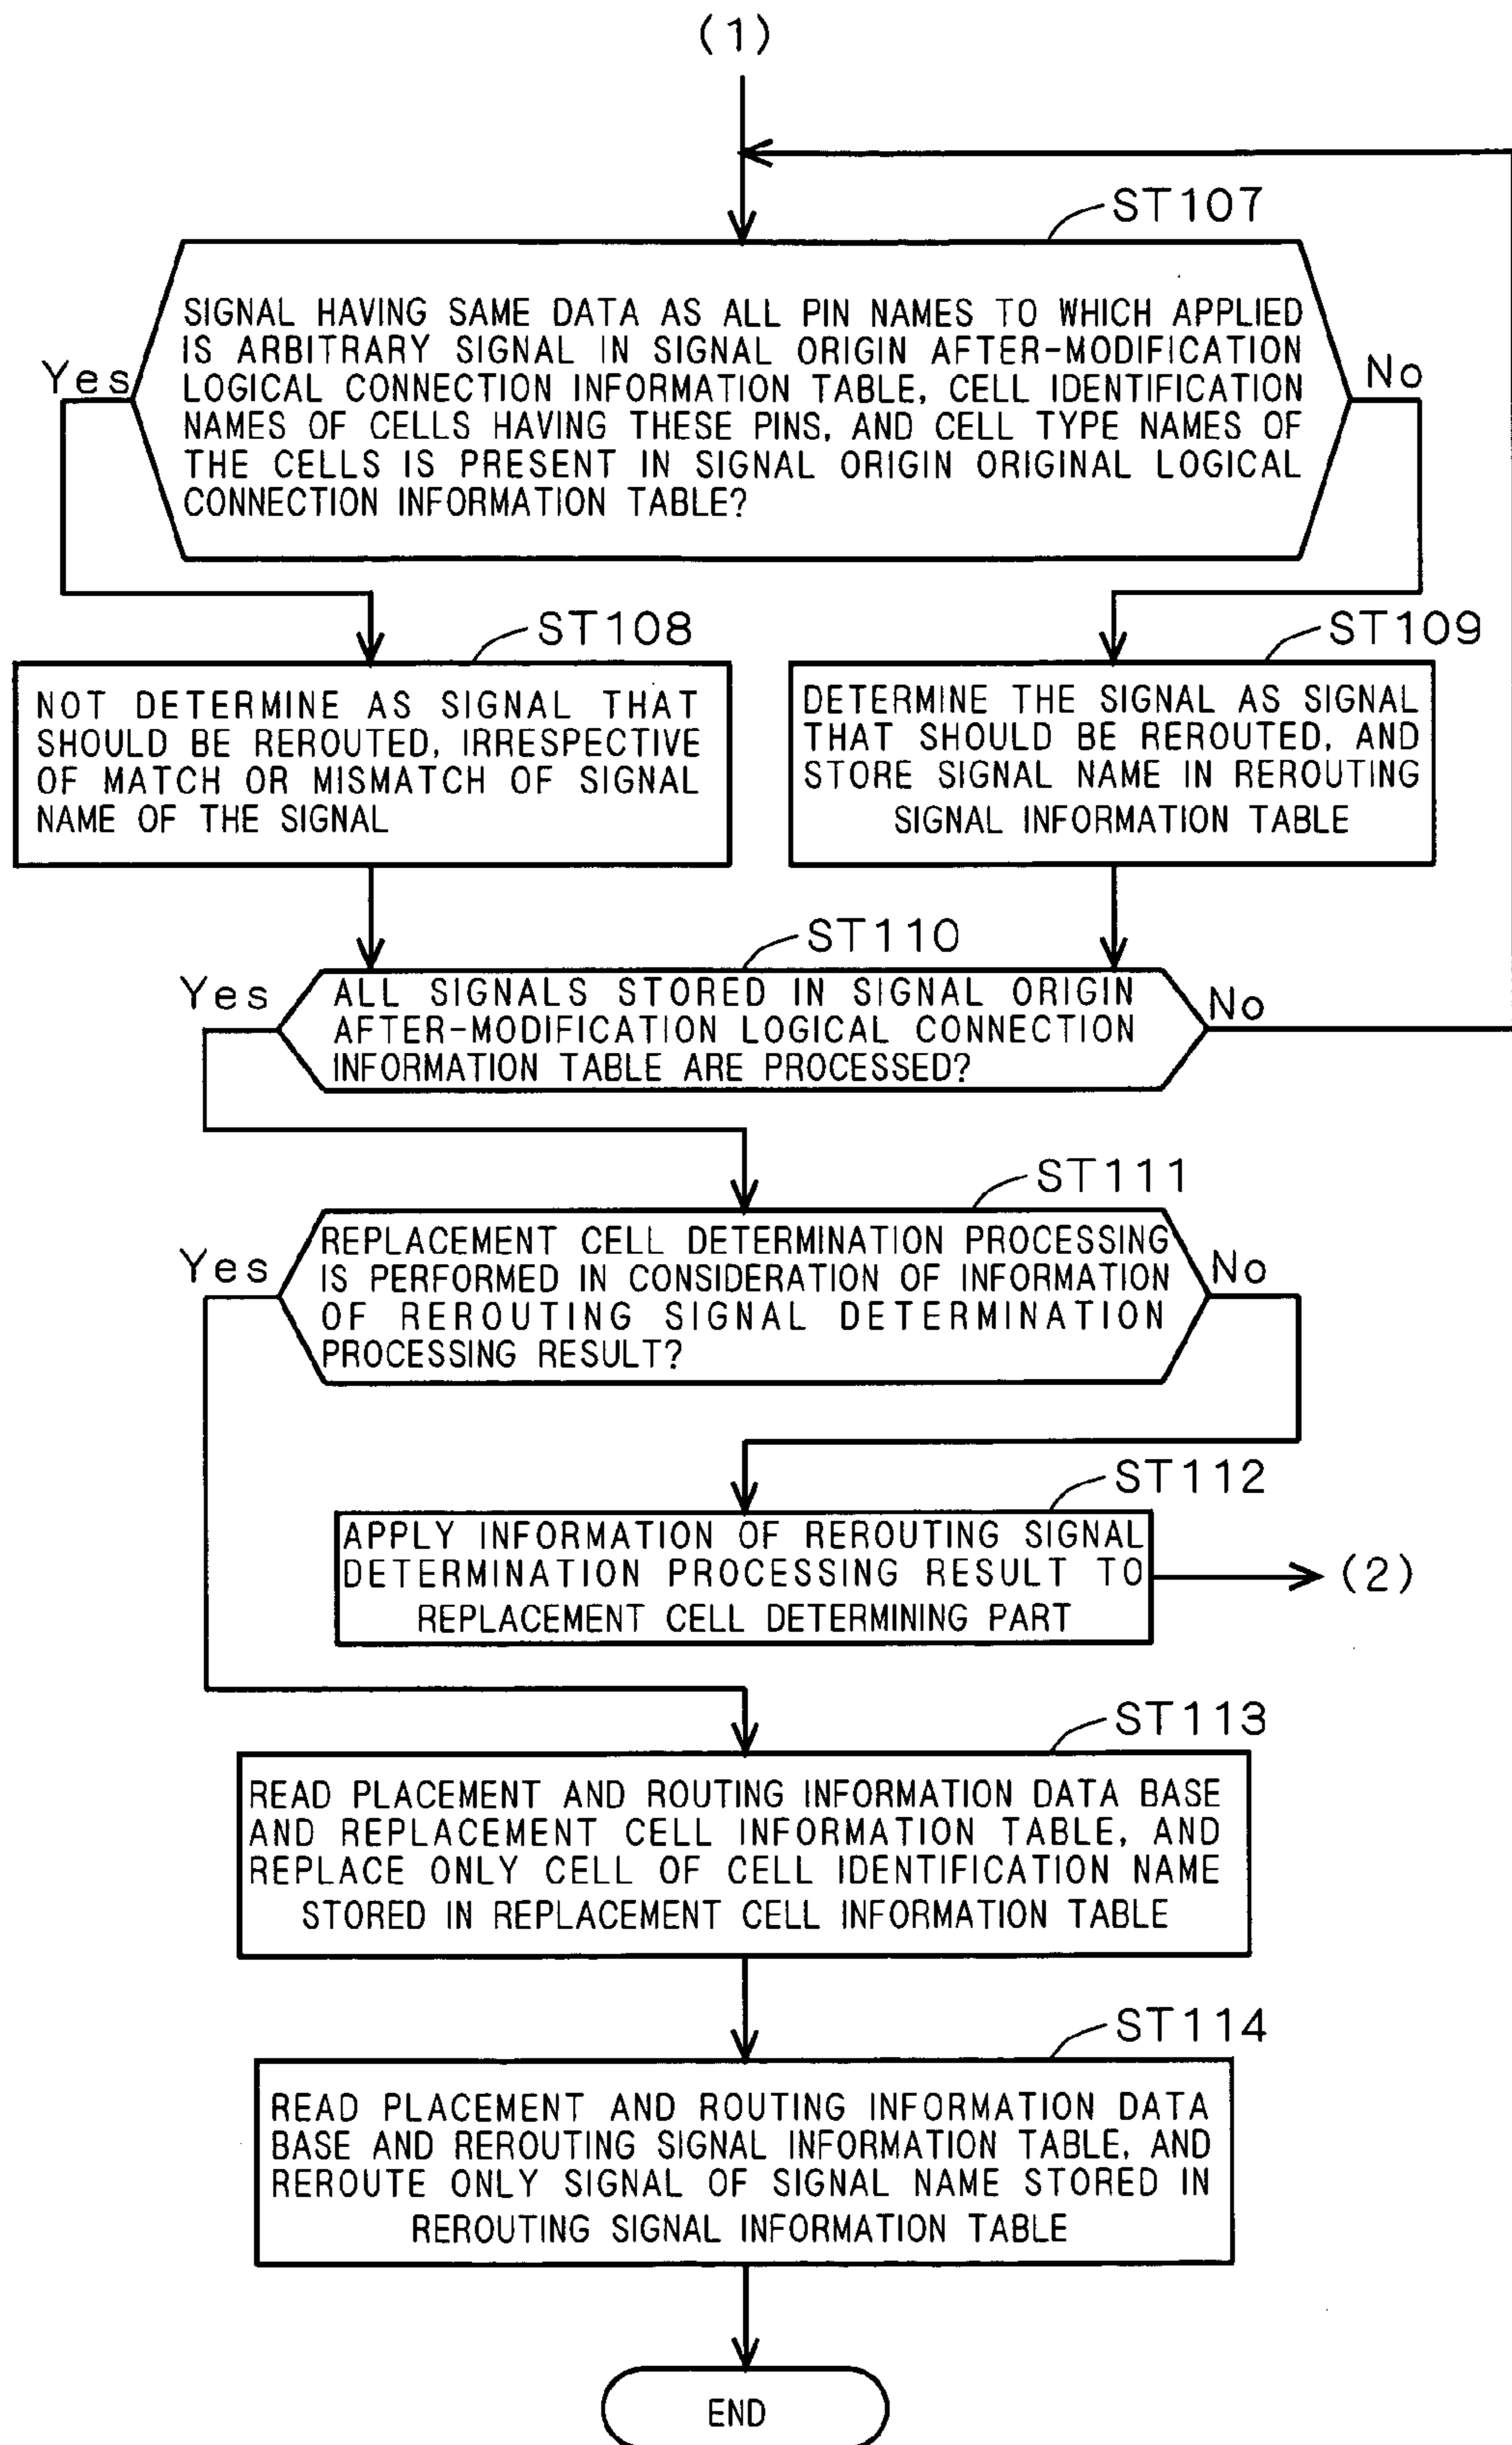 (1)
ST107
SIGNAL HAVING SAME DATA AS ALL PIN NAMES TO WHICH APPLIED
IS ARBITRARY SIGNAL IN SIGNAL ORIGIN AFTER-MODIFICATION
LOGICAL CONNECTION INFORMATION TABLE, CELL IDENTIFICATION
NAMES OF CELLS HAVING THESE PINS, AND CELL TYPE NAMES OF
THE CELLS IS PRESENT IN SIGNAL ORIGIN ORIGINAL LOGICAL
CONNECTION INFORMATION TABLE?
Yes
No
ST108
NOT DETERMINE AS SIGNAL THAT
SHOULD BE REROUTED, IRRESPECTIVE
OF MATCH OR MISMATCH OF SIGNAL
NAME OF THE SIGNAL
ST109
DETERMINE THE SIGNAL AS SIGNAL
THAT SHOULD BE REROUTED, AND
STORE SIGNAL NAME IN REROUTING
SIGNAL INFORMATION TABLE
ST110
Yes
ALL SIGNALS STORED IN SIGNAL ORIGIN
AFTER-MODIFICATION LOGICAL CONNECTION
INFORMATION TABLE ARE PROCESSED?
No
ST111
Yes
REPLACEMENT CELL DETERMINATION PROCESSING
IS PERFORMED IN CONSIDERATION OF INFORMATION
OF REROUTING SIGNAL DETERMINATION
PROCESSING RESULT?
No
ST112
APPLY INFORMATION OF REROUTING SIGNAL
DETERMINATION PROCESSING RESULT TO
REPLACEMENT CELL DETERMINING PART
(2)
ST113
READ PLACEMENT AND ROUTING INFORMATION DATA BASE
AND REPLACEMENT CELL INFORMATION TABLE, AND
REPLACE ONLY CELL OF CELL IDENTIFICATION NAME
STORED IN REPLACEMENT CELL INFORMATION TABLE
ST114
READ PLACEMENT AND ROUTING INFORMATION DATA
BASE AND REROUTING SIGNAL INFORMATION TABLE, AND
REROUTE ONLY SIGNAL OF SIGNAL NAME STORED IN
REROUTING SIGNAL INFORMATION TABLE
END